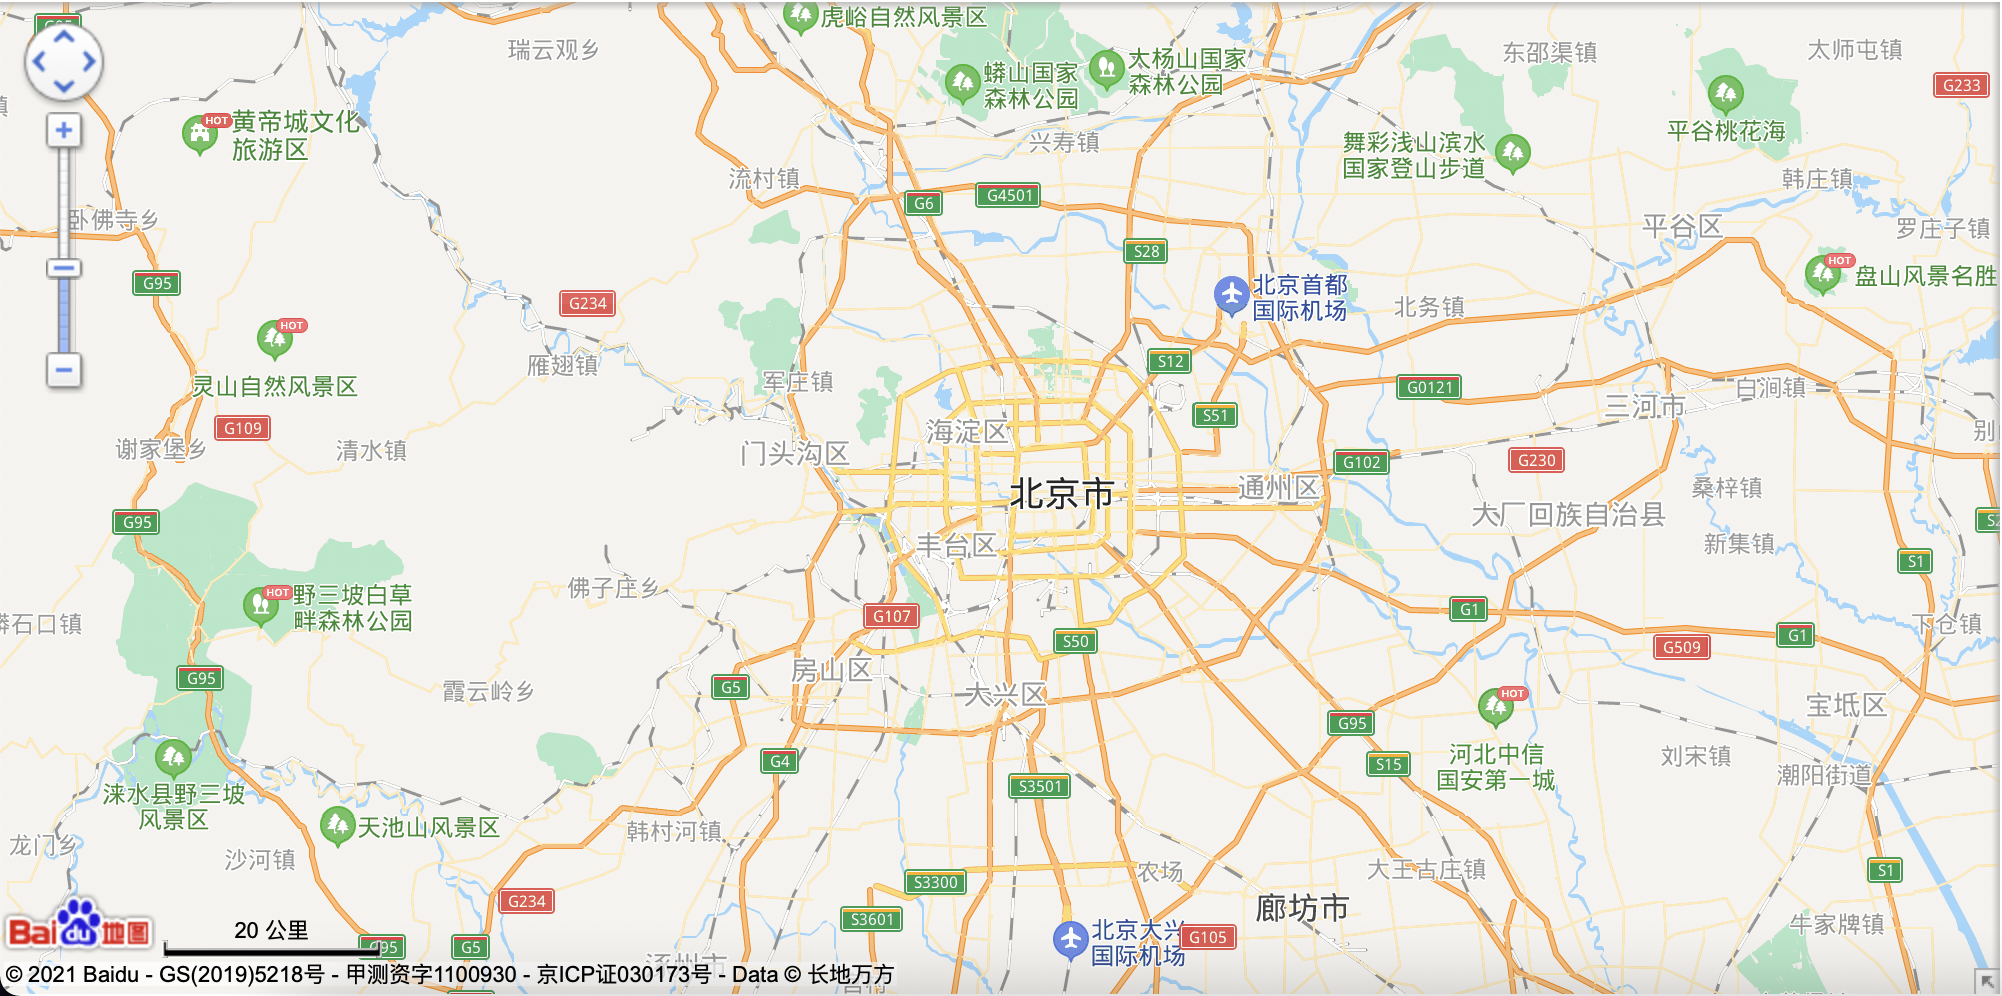 虎峪自然风景区
瑞云观乡
蟒山国家
森林公园
太杨山国家
森林公园
东邵渠镇
太师屯镇
G233
平谷桃花海
HOT
黄帝城文化
旅游区
兴寿镇
舞彩浅山滨水
国家登山步道
流村镇
韩庄镇
G6
G4501
卧佛寺乡
平谷区
罗庄子镇
S28
HOT
盘山风景名胜
G95
北京首都
国际机场
G234
北务镇
HOT
灵山自然风景区
雁翅镇
军庄镇
S12
G0121
白涧镇
三河市
S51
G109
谢家堡乡
清水镇
海淀区
门头沟区
G102
G230
北京市
通州区
桑梓镇
大厂回族自治县
G95
丰台区
新集镇
S1
HOT
野三坡白草
畔森林公园
佛子庄乡
G107
G1
下仓镇
石口镇
S50
G509
G1
G95
霞云岭乡
G5
房山区
大兴区
HOT
河北中信
国安第一城
宝坻区
G95
G4
S15
刘宋镇
潮阳街道
涞水县野三坡
风景区
S3501
天池山风景区
韩村河镇
龙门乡
沙河镇
农场
大王古庄镇
S1
S3300
G234
S3601
廊坊市
牛家牌镇
北京大兴
国际机场
G105
Bai du 地图
20 公里
G95
G5
涿州市
© 2021 Baidu - GS(2019)5218号 - 甲测资字1100930 - 京ICP证030173号 - Data © 长地万方